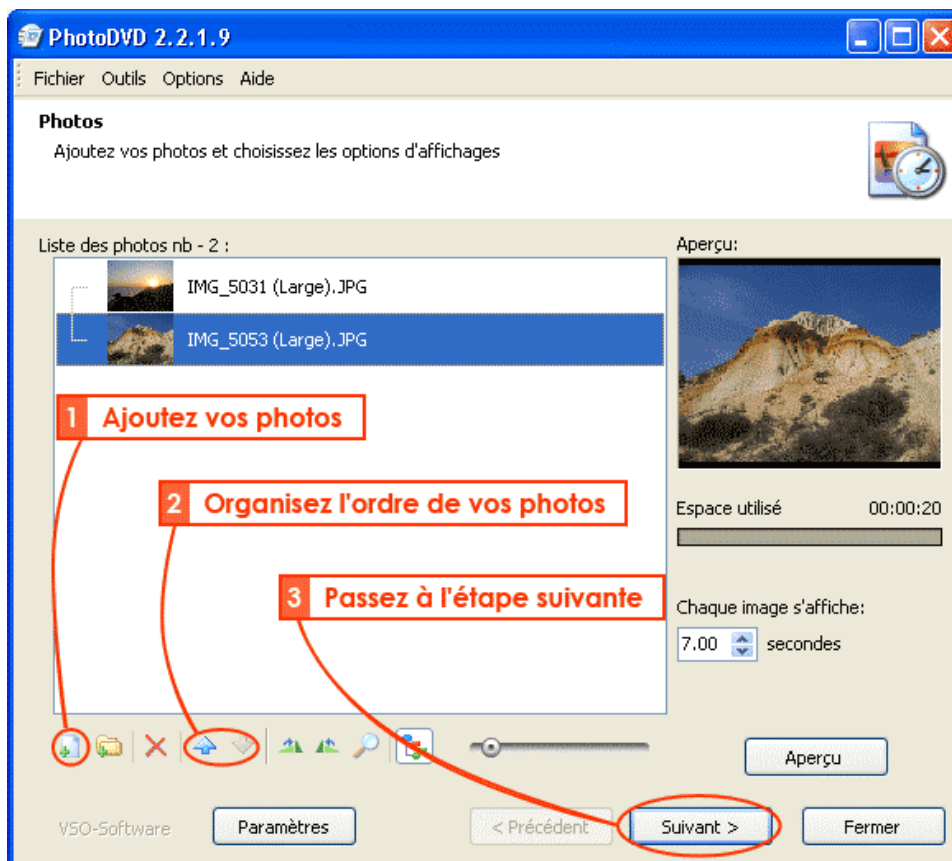 PhotoDVD 2.2.1.9
Fichier Outils Options Aide
Photos
Ajoutez vos photos et choisissez les options d'affichages
Liste des photos nb - 2 :
Aperçu:
IMG_5031 (Large).JPG
IMG_5053 (Large).JPG
1 Ajoutez vos photos
2 Organisez l'ordre de vos photos
Espace utilisé 00:00:20
3 Passez à l'étape suivante
Chaque image s'affiche:
7.00 secondes
Aperçu
VSO-Software Paramètres < Précédent Suivant > Fermer